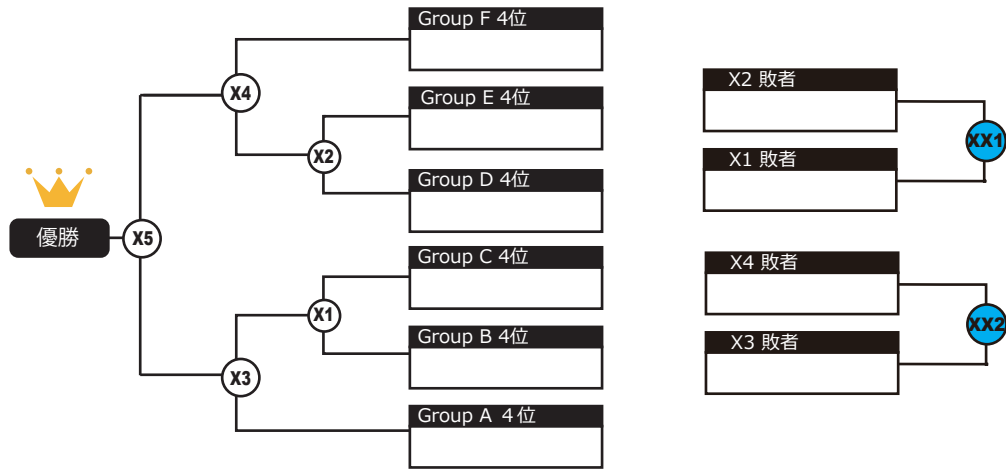 Group F 4位
X4
Group E 4位
X2
Group D 4位
優勝
X5
Group C 4位
X1
Group B 4位
X3
Group A ４位
X2 敗者
XX1
X1 敗者
X4 敗者
XX2
X3 敗者